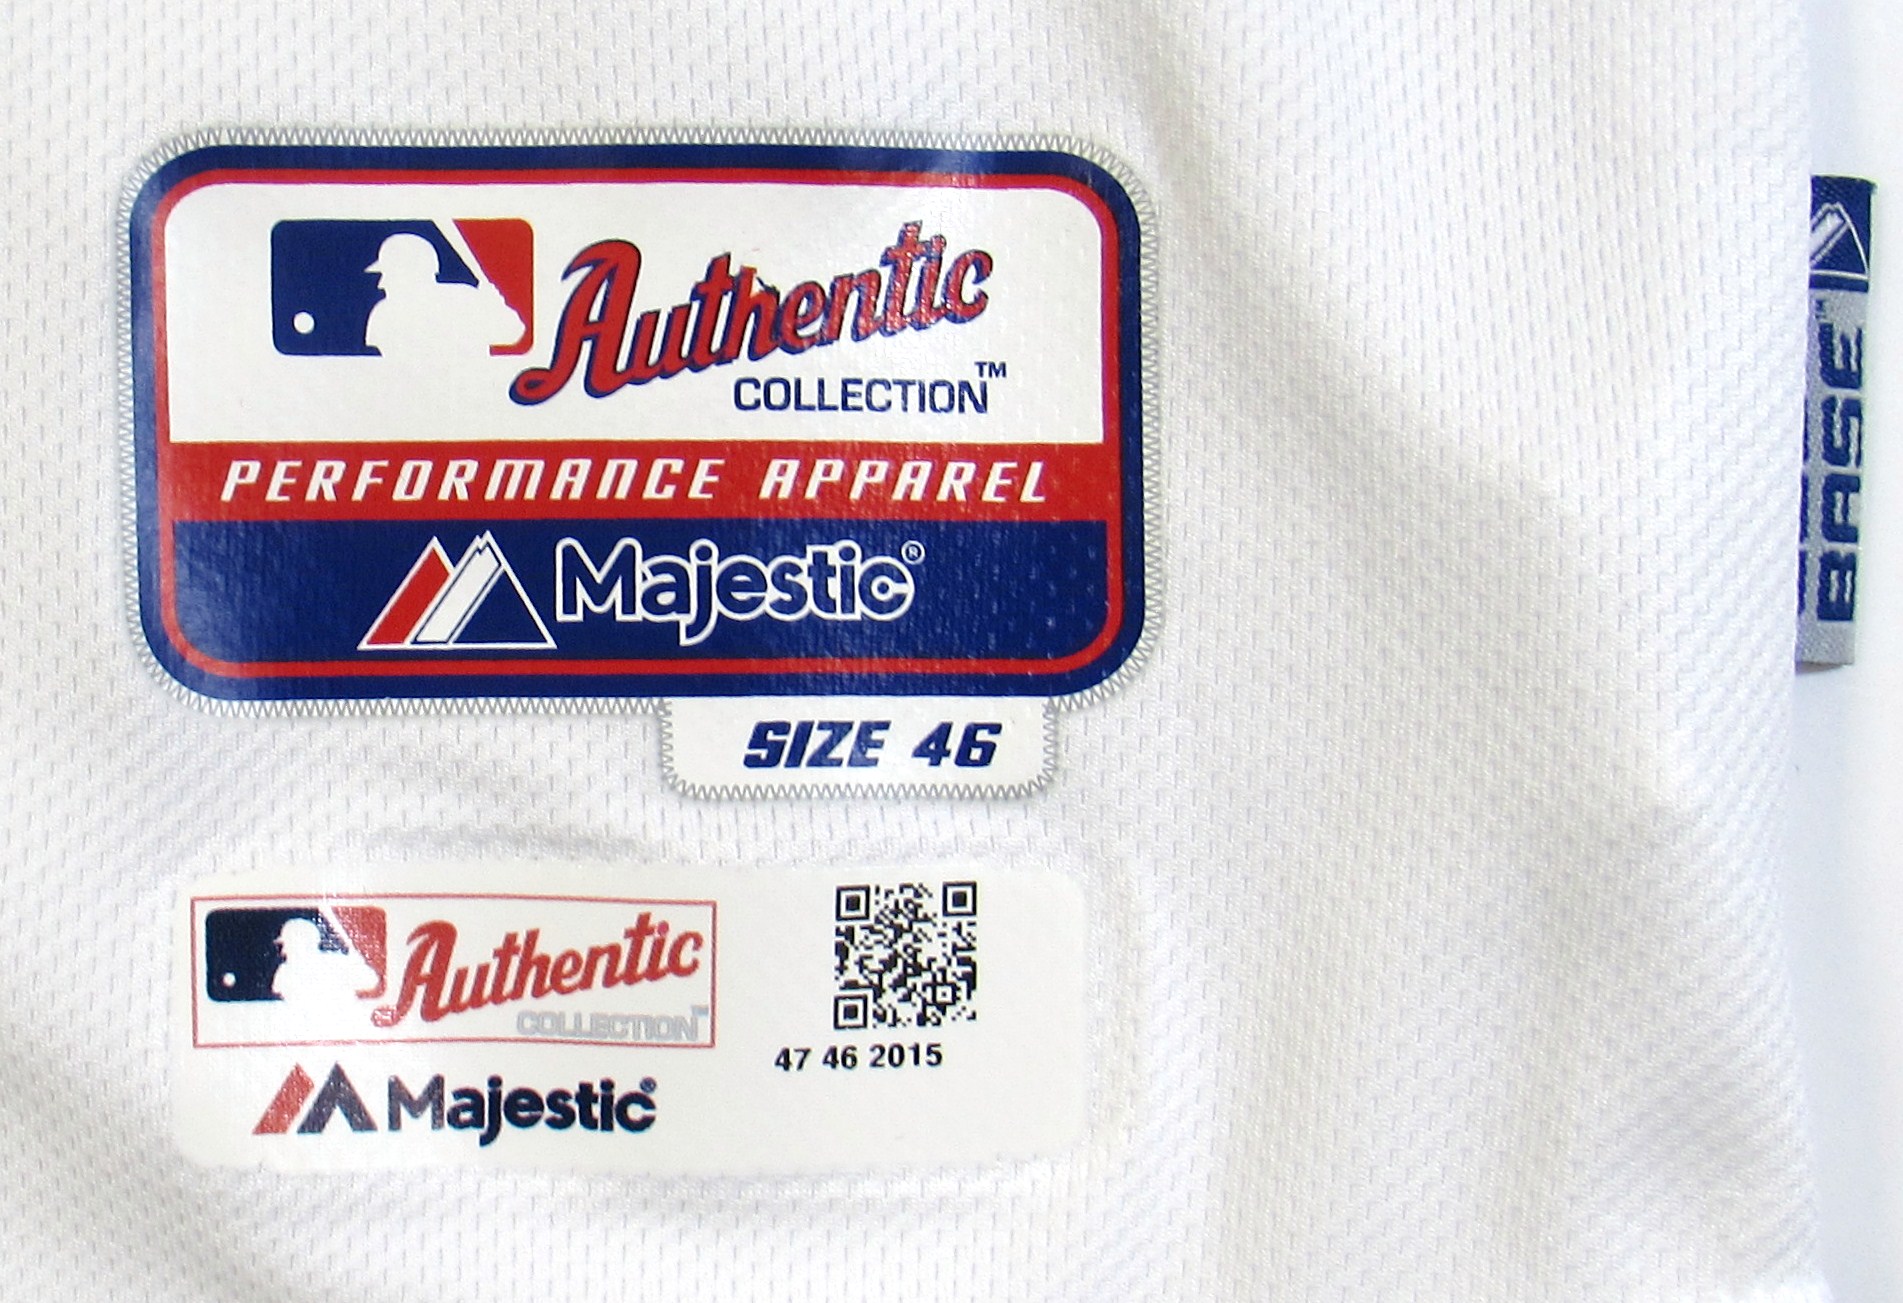 Authentic
COLLECTION™
PERFORMANCE APPAREL
Majestic®
SIZE 46
Authentic
COLLECTION™
Majestic®
47 46 2015
BASE